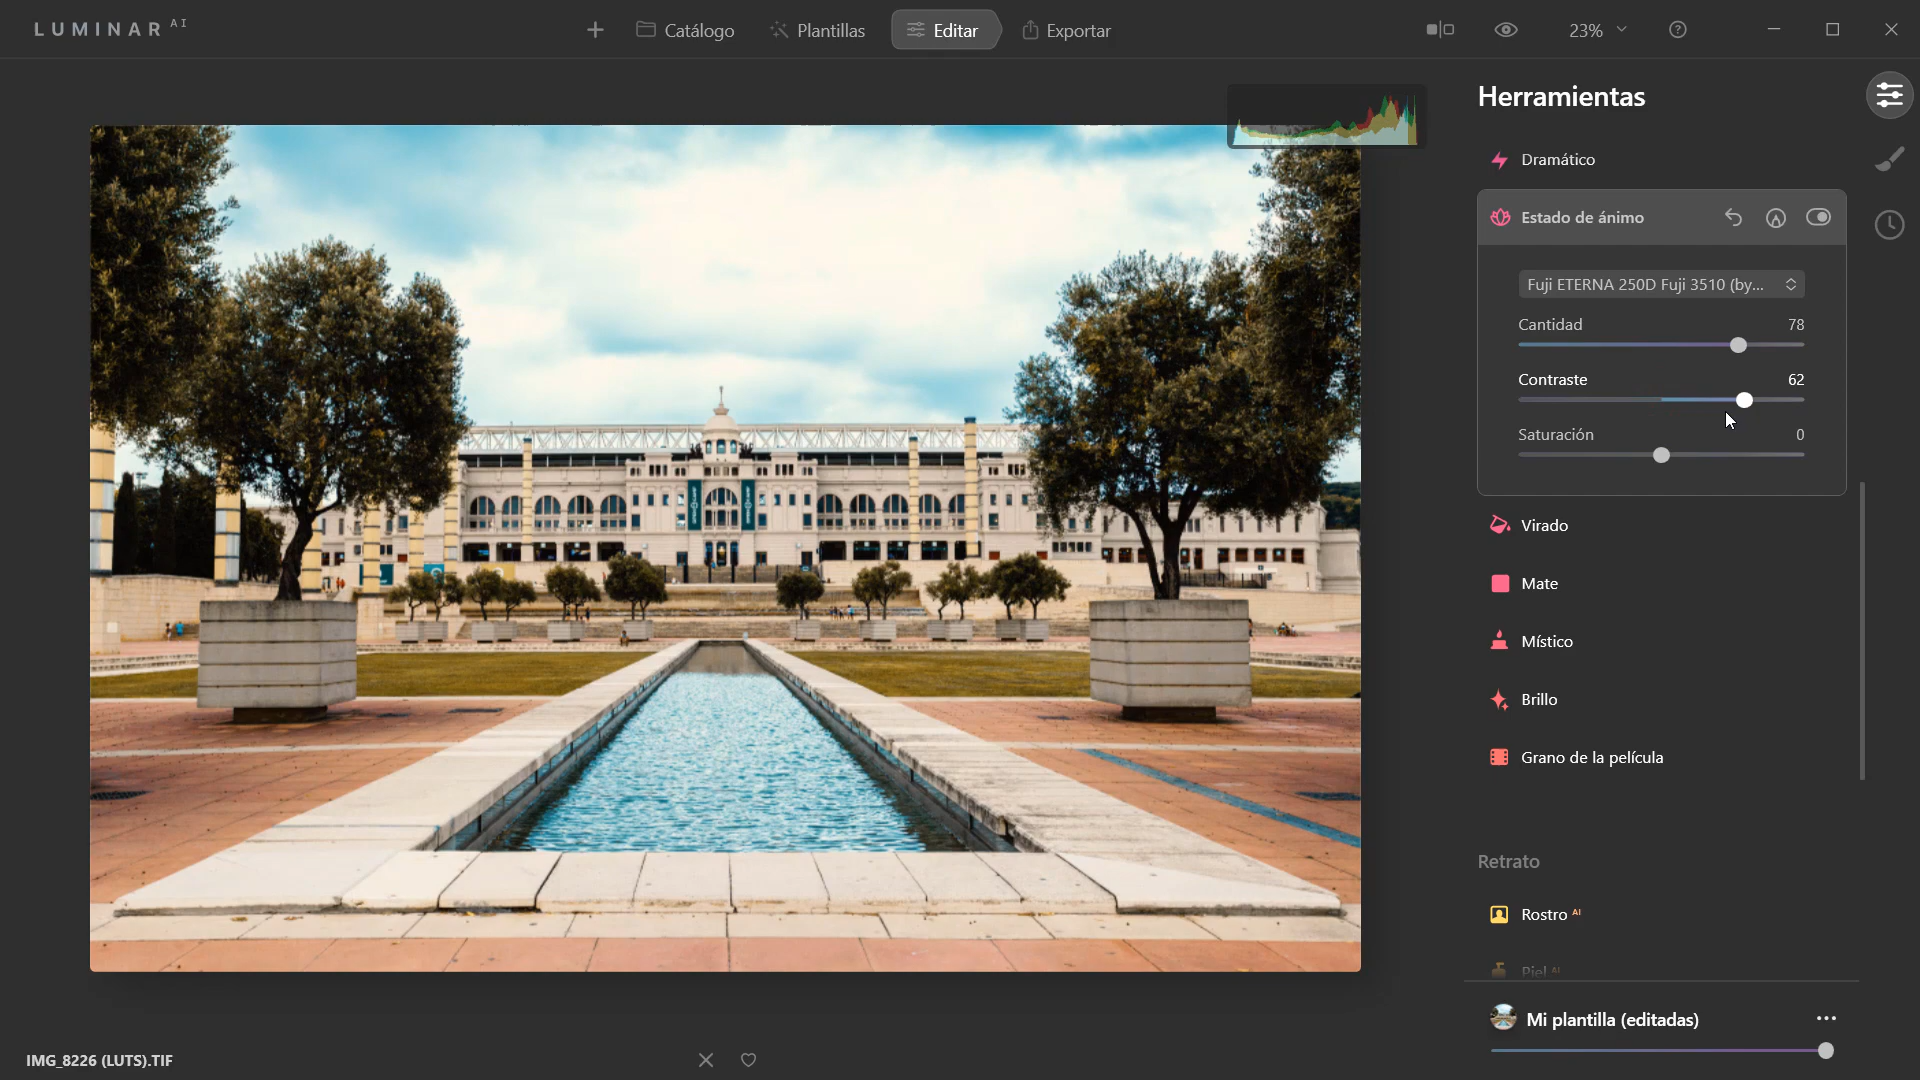 LUMINAR AI
Catálogo
Plantillas
Editar
Exportar
23%
Herramientas
Dramático
Estado de ánimo
Fuji ETERNA 250D Fuji 3510 (by...
Cantidad 78
Contraste 62
Saturación 0
Virado
Mate
Místico
Brillo
Grano de la película
Retrato
Rostro AI
Piel AI
Mi plantilla (editadas)
IMG_8226 (LUTS).TIF